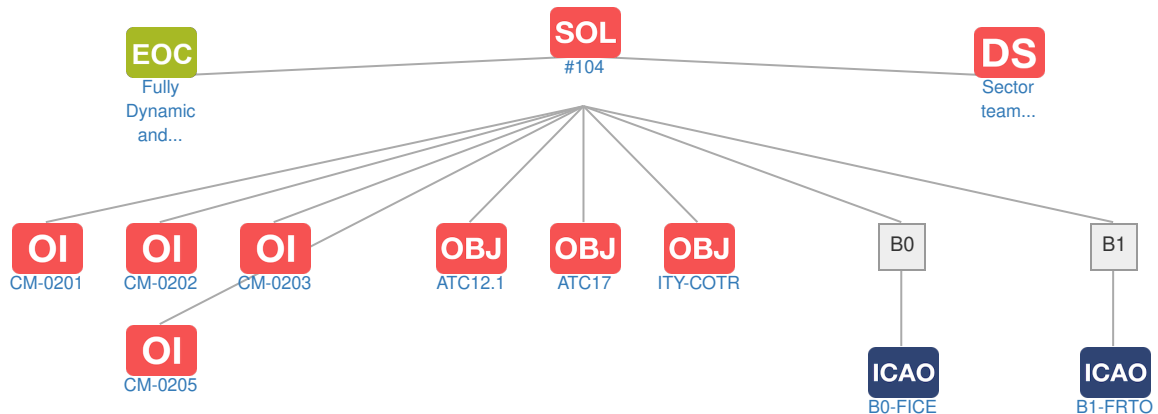 EOC
Fully
Dynamic
and...
SOL
#104
DS
Sector
team...
OI
CM-0201
OI
CM-0202
OI
CM-0203
OBJ
ATC12.1
OBJ
ATC17
OBJ
ITY-COTR
B0
B1
OI
CM-0205
ICAO
B0-FICE
ICAO
B1-FRTO